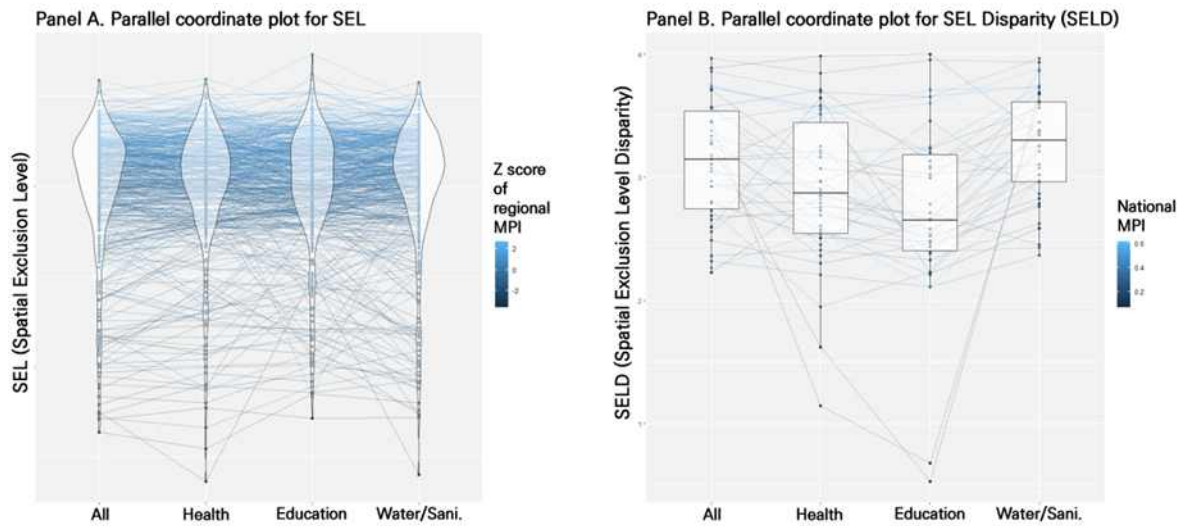 Panel A. Parallel coordinate plot for SEL
SEL (Spatial Exclusion Level)
All
Health
Education
Water/Sani.
Z score
of
regional
MPI
2
0
-2
Panel B. Parallel coordinate plot for SEL Disparity (SELD)
SELD (Spatial Exclusion Level Disparity)
4
3
2
1
All
Health
Education
Water/Sani.
National
MPI
0.6
0.4
0.2